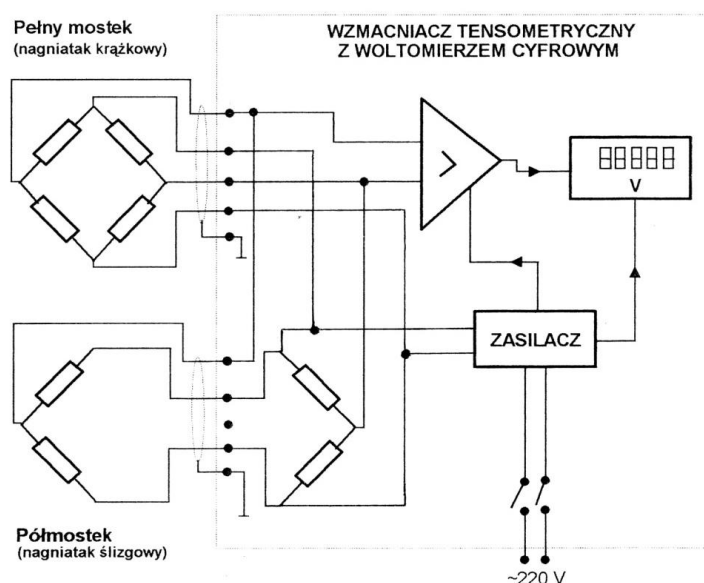 Pełny mostek
(nagniatak krążkowy)
WZMACNIACZ TENSOMETRYCZNY
Z WOLTOMIERZEM CYFROWYM
V
ZASILACZ
Półmostek
(nagniatak ślizgowy)
~220 V